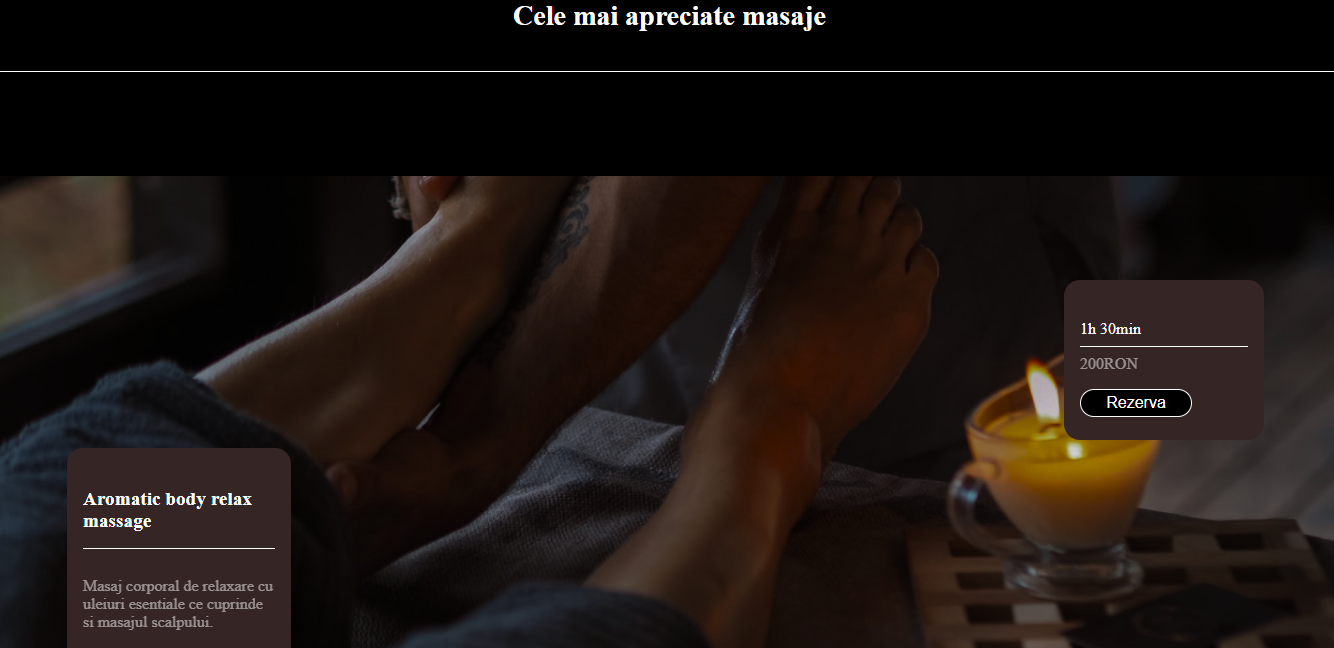 Cele mai apreciate masaje
1h 30min
200RON
Rezerva
Aromatic body relax
massage
Masaj corporal de relaxare cu
uleiuri esentiale ce cuprinde
si masajul scalpului.